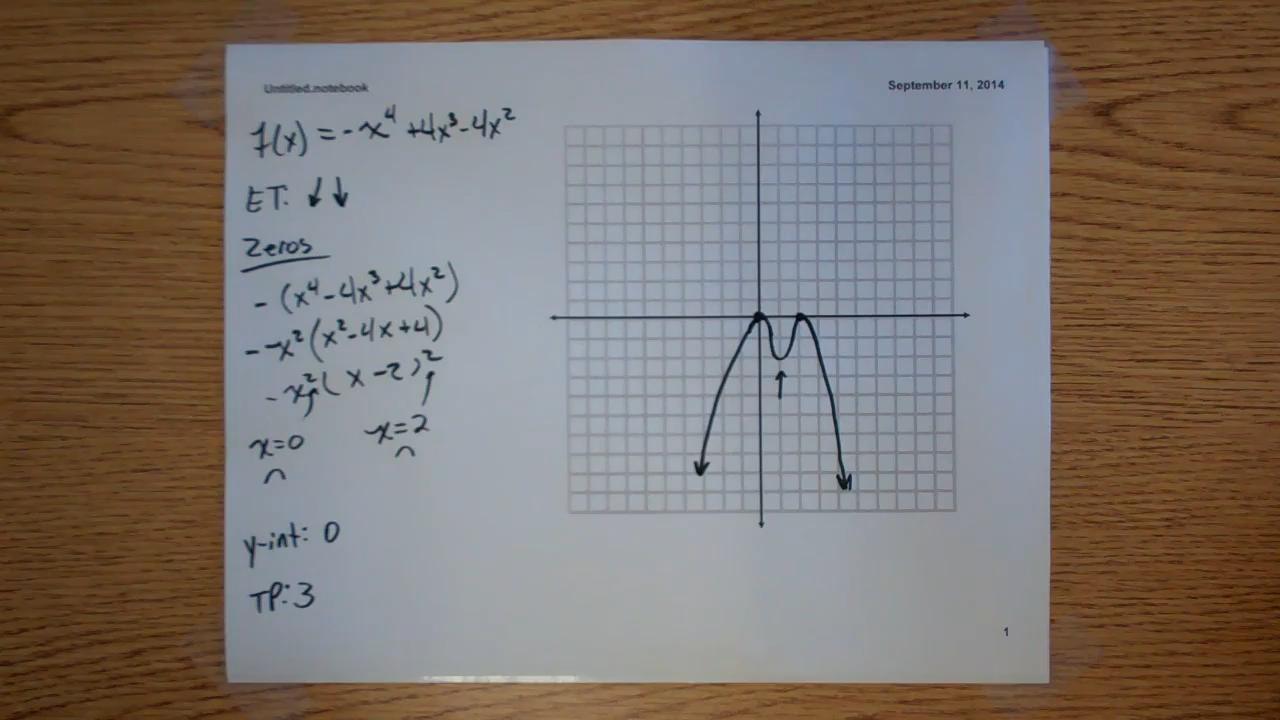 Untitled.notebook
September 11, 2014
f(x) = -x⁴ +4x³-4x²
ET: ↓↓
Zeros
- (x⁴-4x³+4x²)
-x²(x²-4x+4)
-x²(x-2)²
x=0 x=2
y-int: 0
TP: 3
1